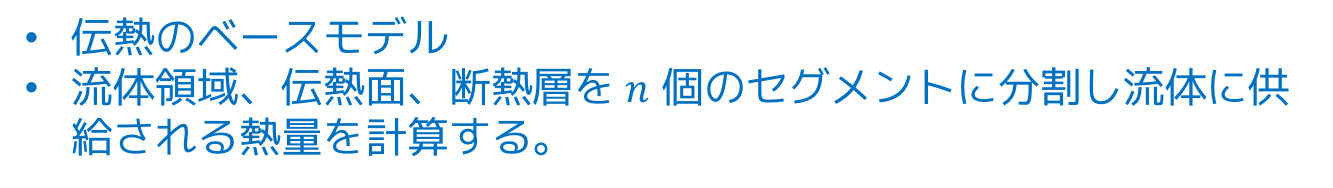 • 伝熱のベースモデル
• 流体領域、伝熱面、断熱層を n 個のセグメントに分割し流体に供
給される熱量を計算する。